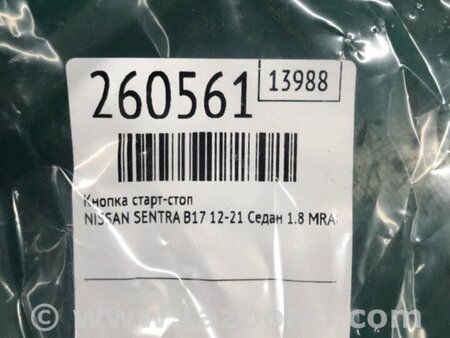 260561
13988
Кнопка старт-стоп
NISSAN SENTRA B17 12-21 Седан 1.8 MRA